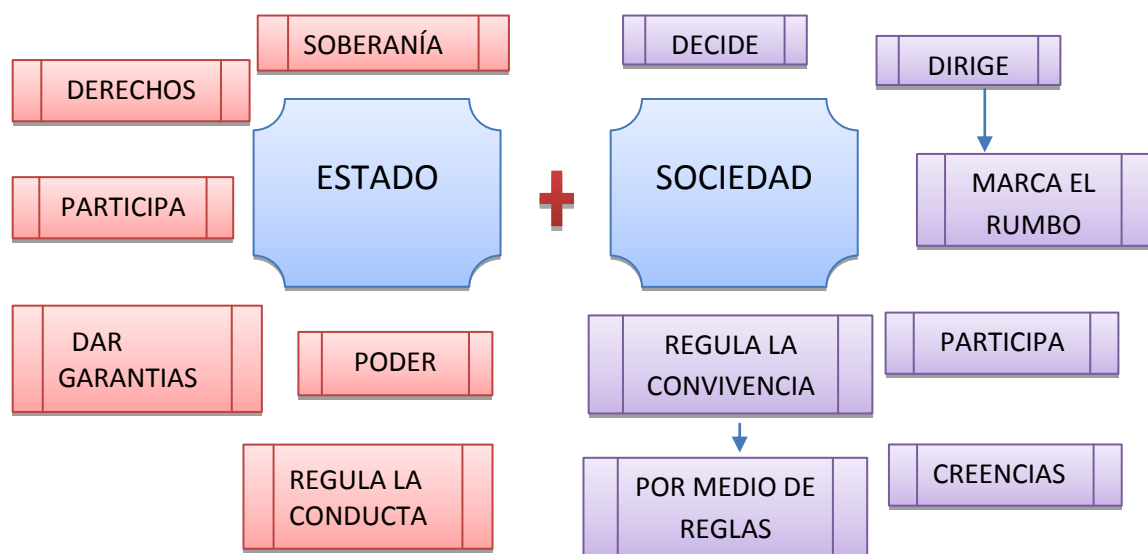 SOBERANÍA
DERECHOS
ESTADO
PARTICIPA
DAR
GARANTIAS
PODER
REGULA LA
CONDUCTA
DECIDE
DIRIGE
SOCIEDAD
MARCA EL
RUMBO
REGULA LA
CONVIVENCIA
PARTICIPA
POR MEDIO DE
REGLAS
CREENCIAS